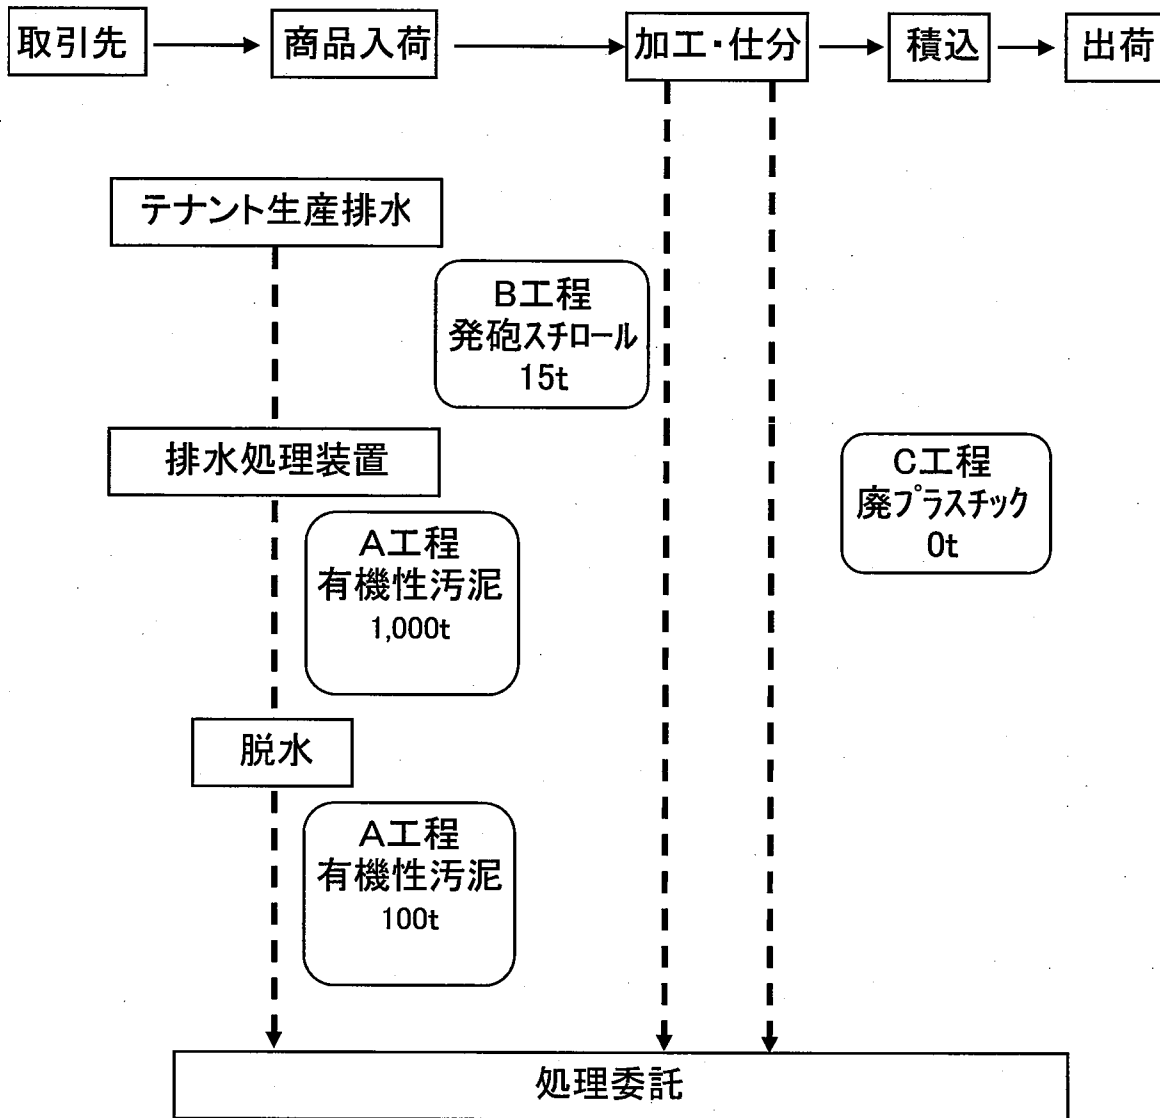 取引先
商品入荷
加工・仕分
積込
出荷
テナント生産排水
B工程
発砲スチロール
15t
排水処理装置
C工程
廃プラスチック
0t
A工程
有機性汚泥
1,000t
脱水
A工程
有機性汚泥
100t
処理委託